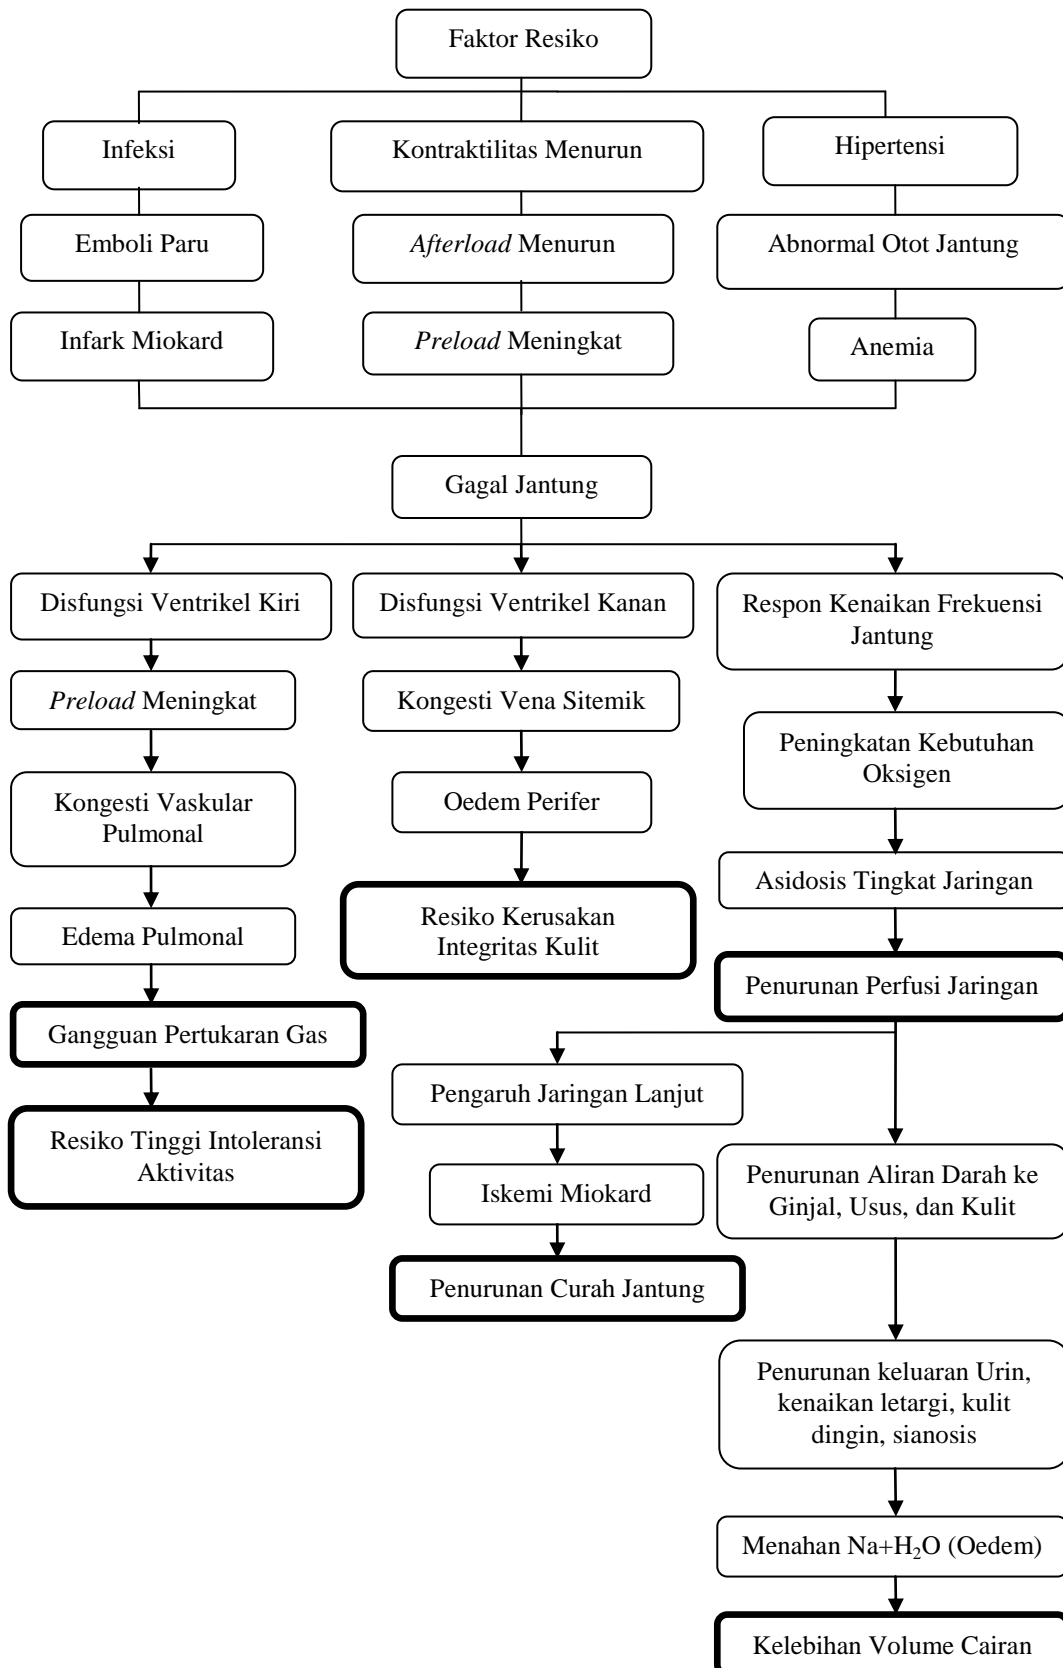 Faktor Resiko
Infeksi
Kontraktilitas Menurun
Hipertensi
Emboli Paru
Afterload Menurun
Abnormal Otot Jantung
Infark Miokard
Preload Meningkat
Anemia
Gagal Jantung
Disfungsi Ventrikel Kiri
Disfungsi Ventrikel Kanan
Respon Kenaikan Frekuensi
Jantung
Preload Meningkat
Kongesti Vena Sitemik
Peningkatan Kebutuhan
Oksigen
Kongesti Vaskular
Pulmonal
Oedem Perifer
Asidosis Tingkat Jaringan
Edema Pulmonal
Resiko Kerusakan
Integritas Kulit
Penurunan Perfusi Jaringan
Gangguan Pertukaran Gas
Pengaruh Jaringan Lanjut
Resiko Tinggi Intoleransi
Aktivitas
Iskemi Miokard
Penurunan Aliran Darah ke
Ginjal, Usus, dan Kulit
Penurunan Curah Jantung
Penurunan keluaran Urin,
kenaikan letargi, kulit
dingin, sianosis
Menahan Na+H₂O (Oedem)
Kelebihan Volume Cairan